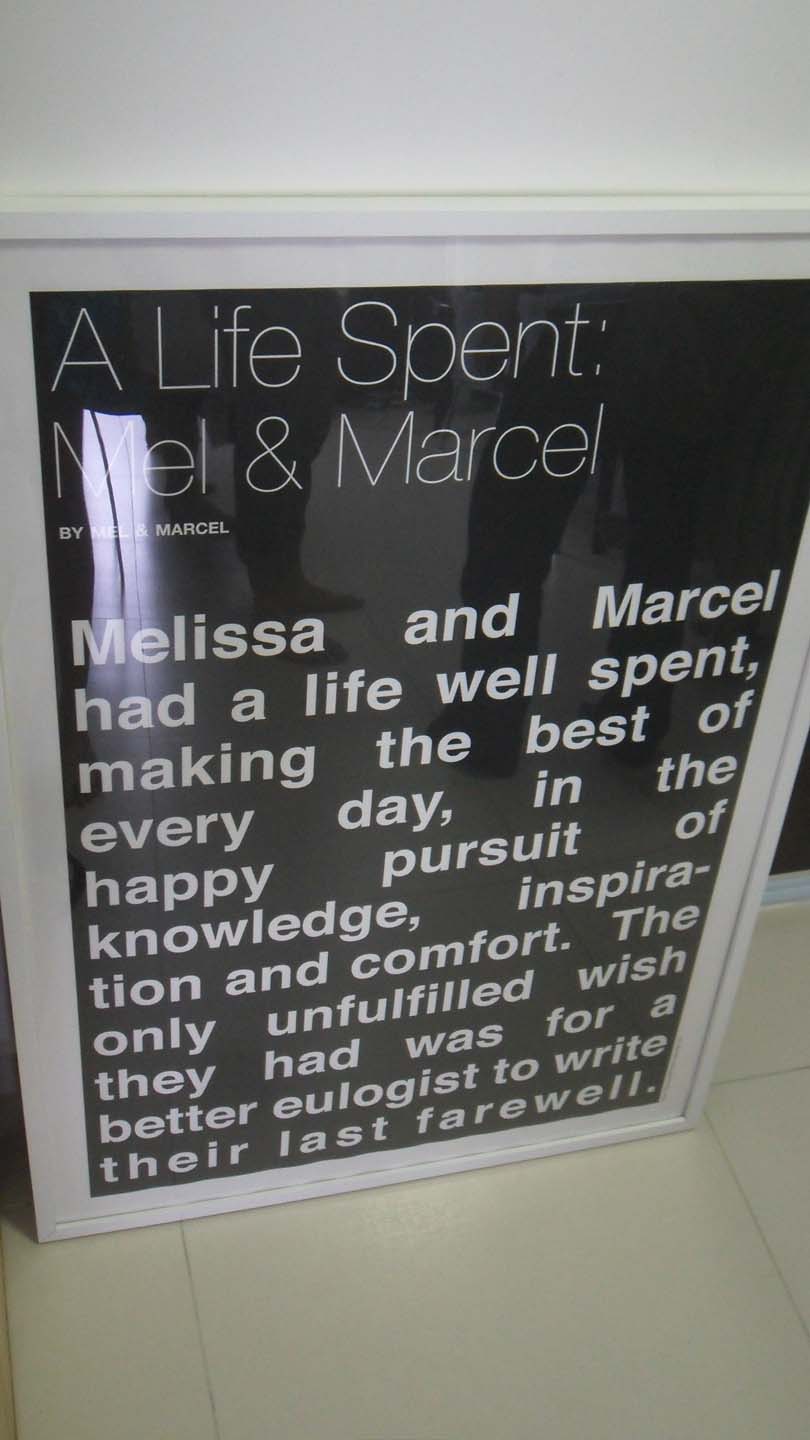 A Life Spent:
Mel & Marcel
BY MEL & MARCEL
Melissa and Marcel
had a life well spent,
making the best of
every day, in the
happy pursuit of
knowledge, inspira-
tion and comfort. The
only unfulfilled wish
they had was for a
better eulogist to write
their last farewell.